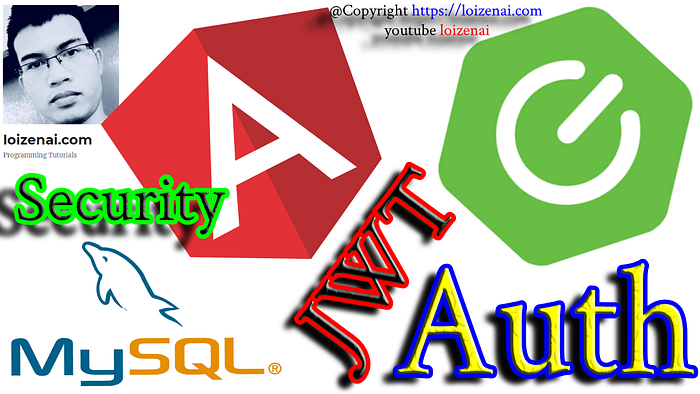 @Copyright https://loizenai.com
youtube loizenai
loizenai.com
Programming Tutorials
Security
JWT
Auth
MySQL®